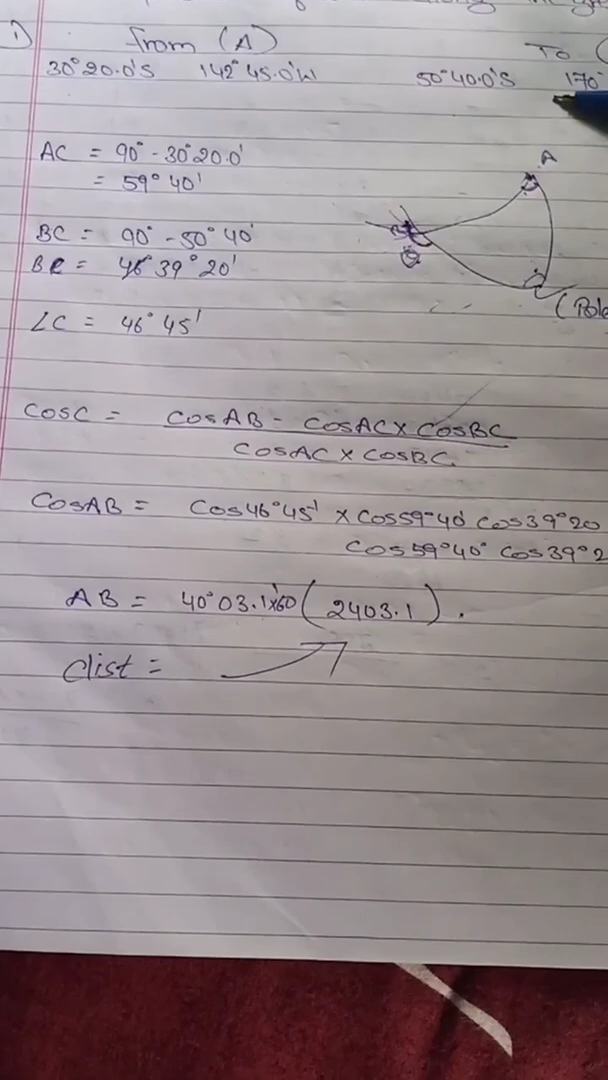 1) From (A) To (
30°20.0'S 142°45.0'W 50°40.0'S 170°
A
AC = 90° - 30°20.0'
= 59° 40'
BC = 90° - 50° 40'
BC = 39° 20'
(Pole
∠C = 46° 45'
COSC = COSAB - COSAC x COSBC
COSAC x COSBC
COSAB = COS46°45' x COS59°40' COS39°20
COS59°40' COS39°2
AB = 40°03.1x60 (2403.1).
dist =